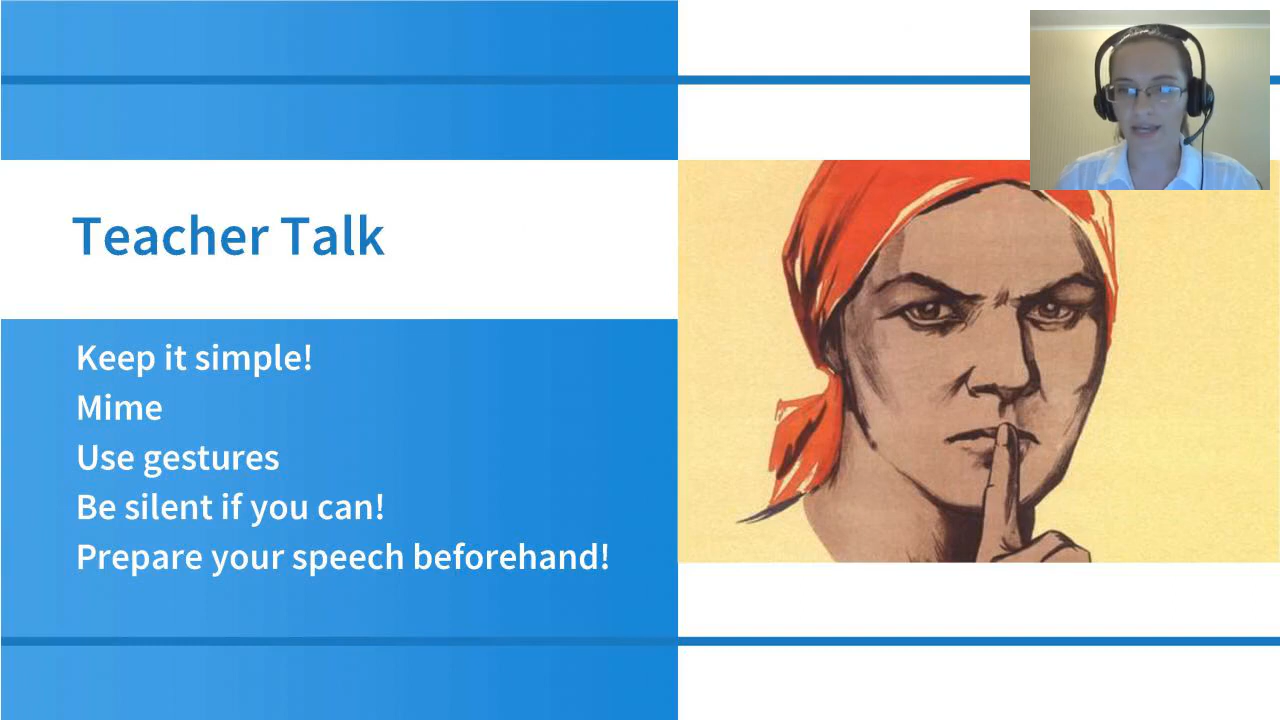 Teacher Talk
Keep it simple!
Mime
Use gestures
Be silent if you can!
Prepare your speech beforehand!